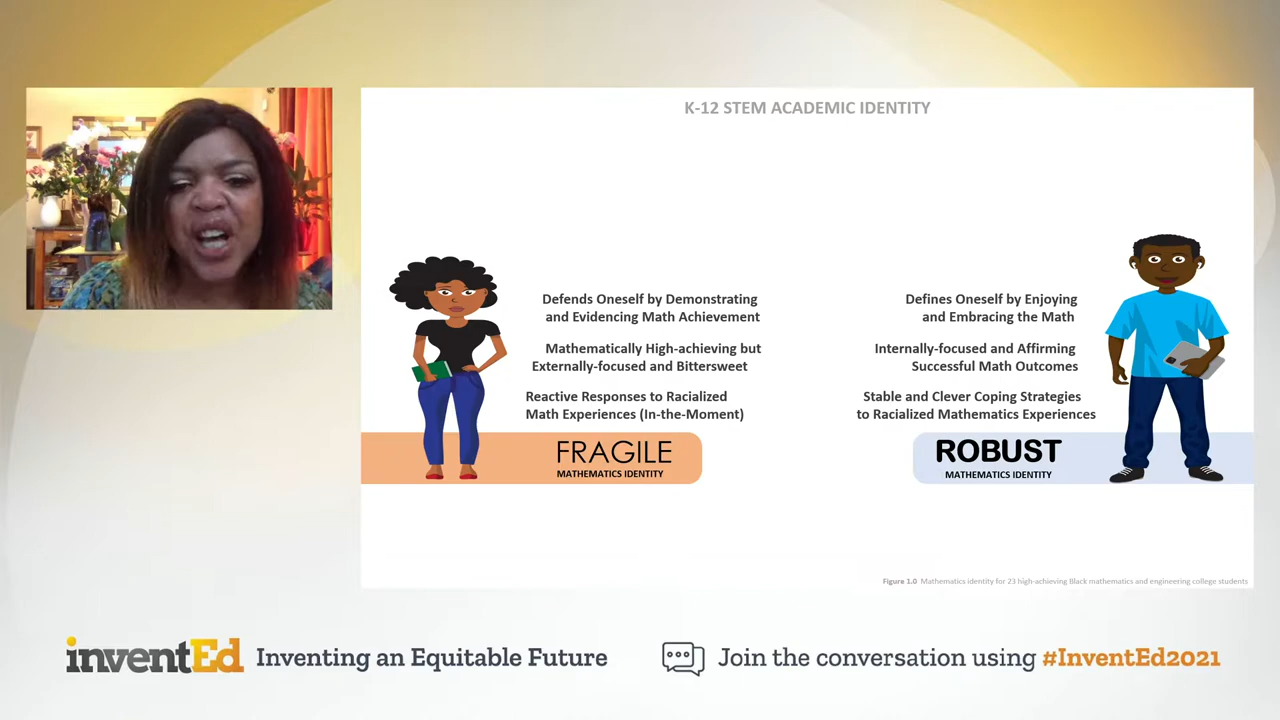 K-12 STEM ACADEMIC IDENTITY
Defends Oneself by Demonstrating
and Evidencing Math Achievement
Mathematically High-achieving but
Externally-focused and Bittersweet
Reactive Responses to Racialized
Math Experiences (In-the-Moment)
FRAGILE
MATHEMATICS IDENTITY
Defines Oneself by Enjoying
and Embracing the Math
Internally-focused and Affirming
Successful Math Outcomes
Stable and Clever Coping Strategies
to Racialized Mathematics Experiences
ROBUST
MATHEMATICS IDENTITY
Figure 1.0 Mathematics identity for 23 high-achieving Black mathematics and engineering college students
inventEd Inventing an Equitable Future
Join the conversation using #InventEd2021